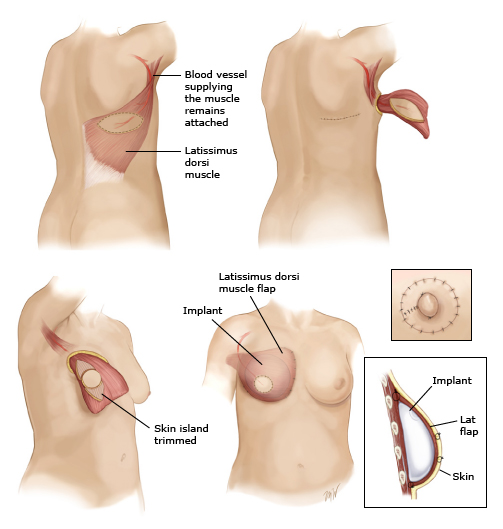 Blood vessel
supplying
the muscle
remains
attached
Latissimus
dorsi
muscle
Latissimus dorsi
muscle flap
Implant
Skin island
trimmed
Implant
Lat
flap
Skin